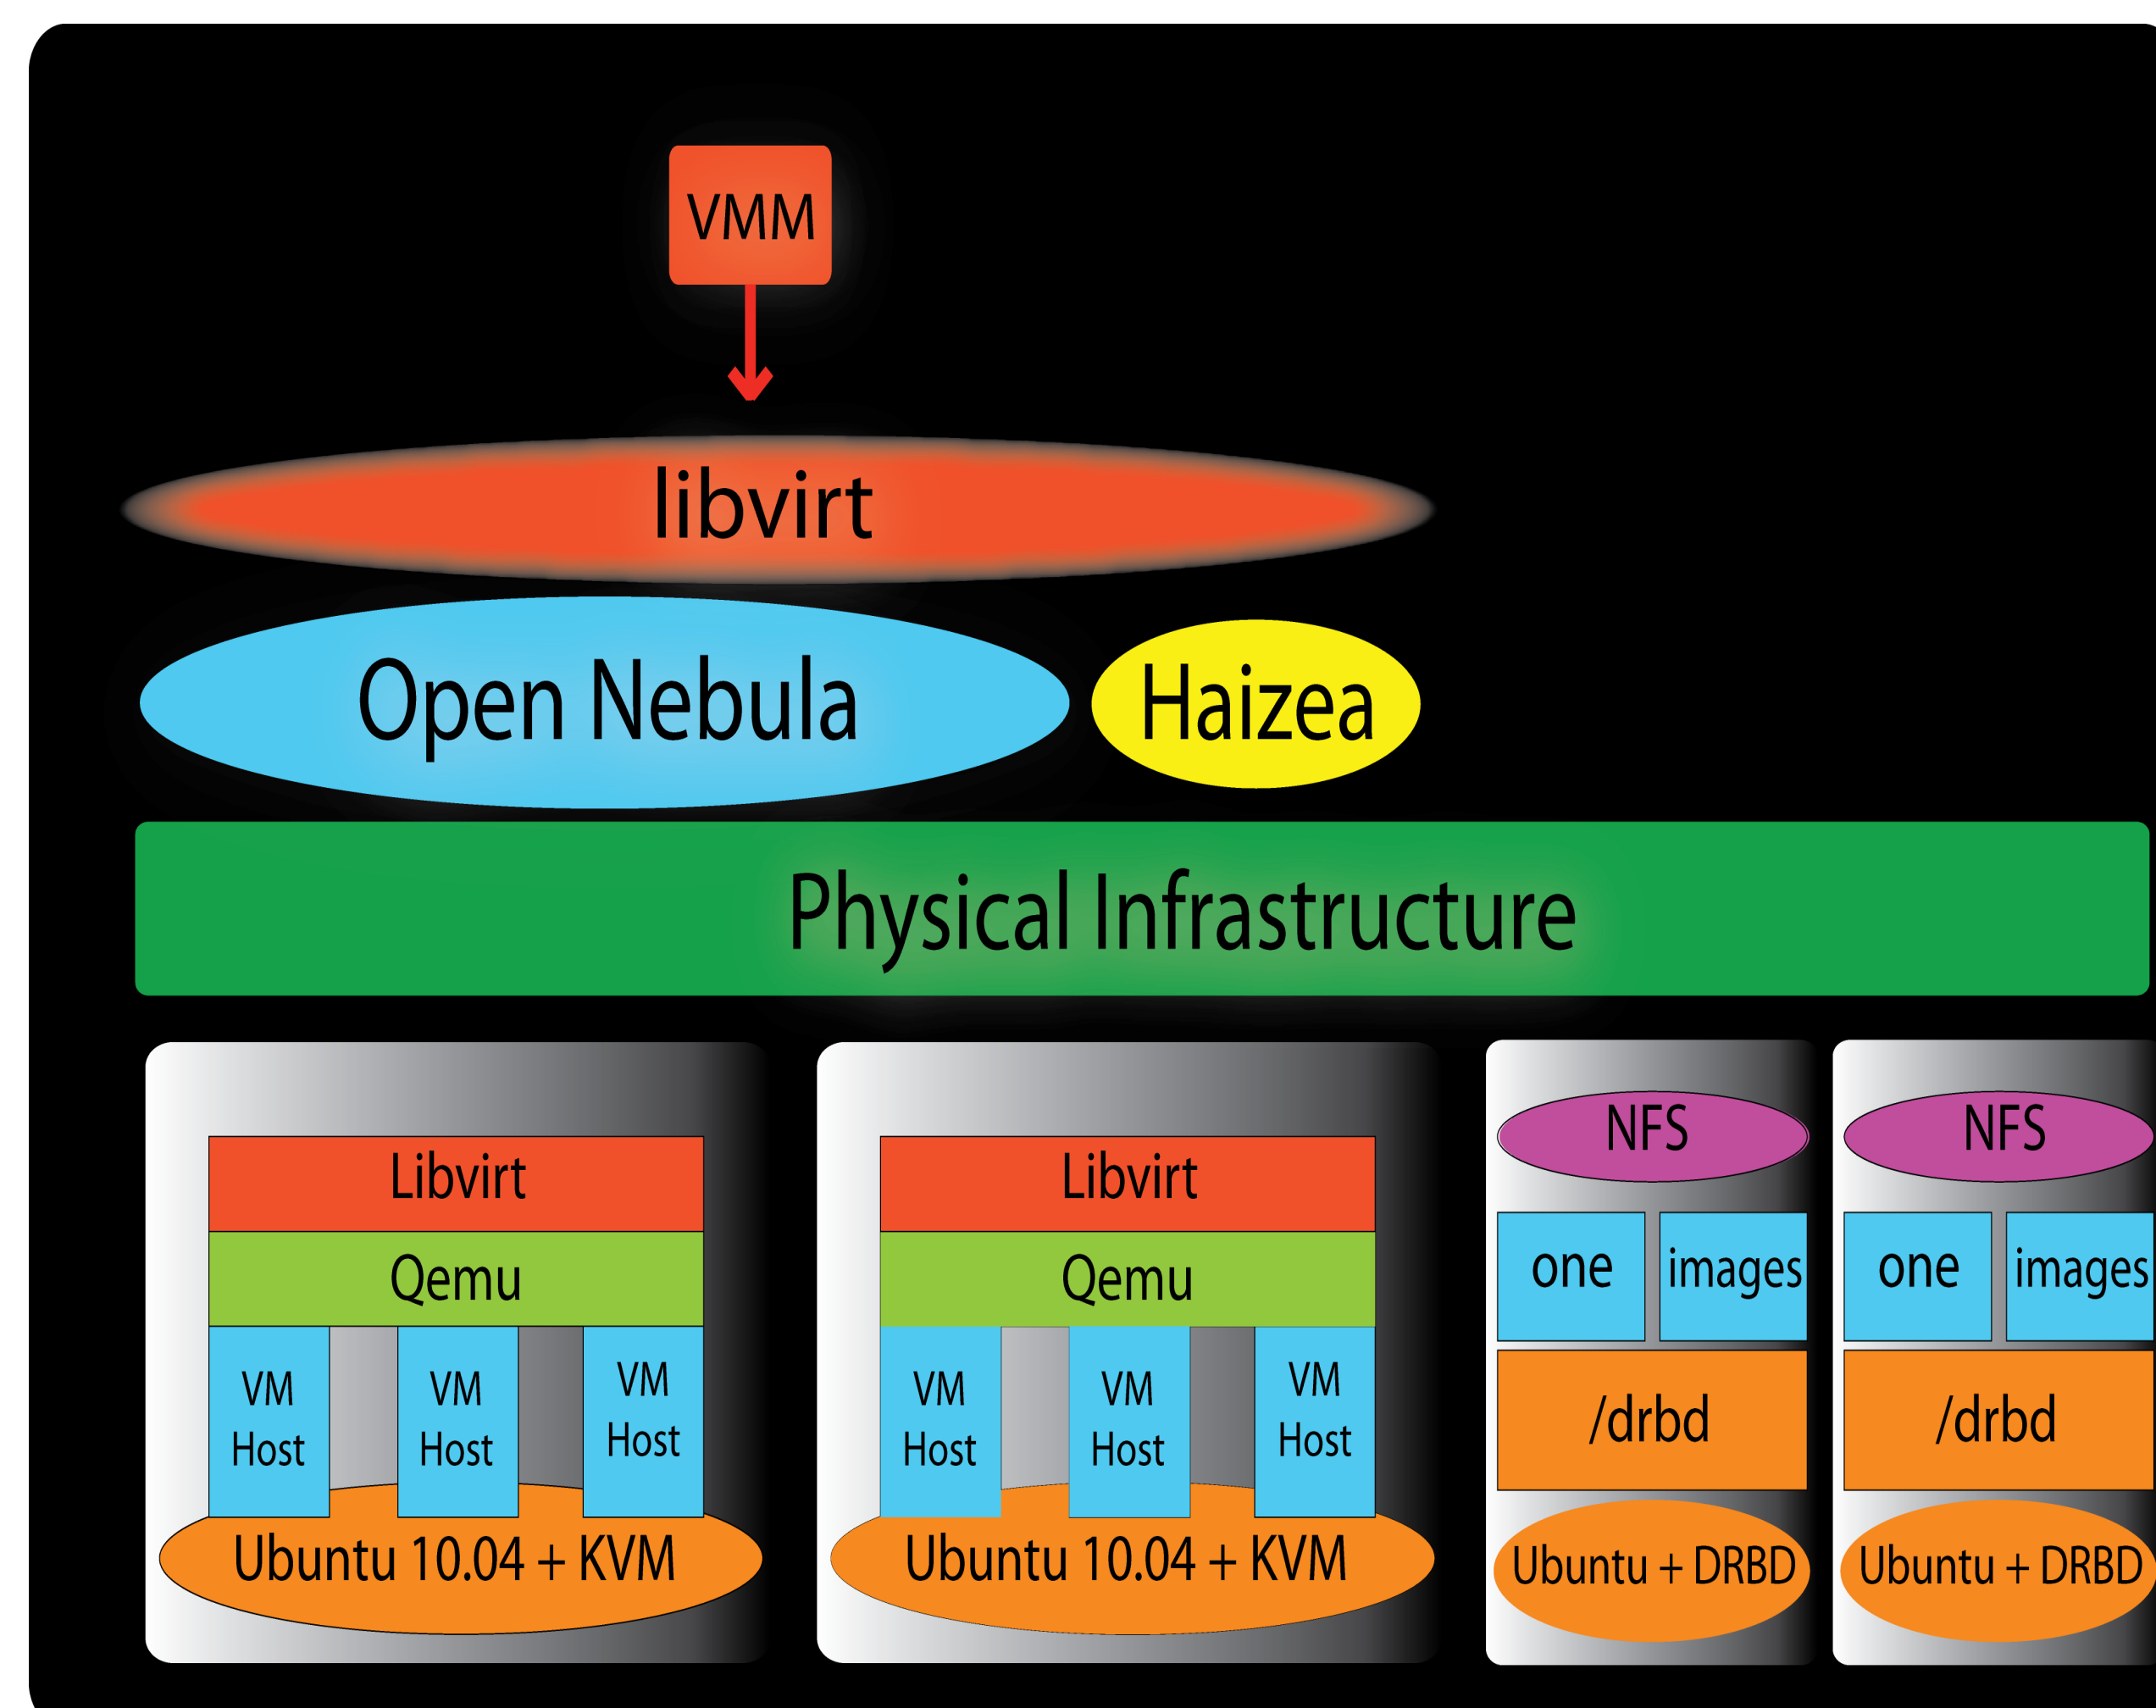 VMM
libvirt
Open Nebula
Haizea
Physical Infrastructure
Libvirt
Qemu
VM
Host
VM
Host
VM
Host
Ubuntu 10.04 + KVM
Libvirt
Qemu
VM
Host
VM
Host
VM
Host
Ubuntu 10.04 + KVM
NFS
one
images
/drbd
Ubuntu + DRBD
NFS
one
images
/drbd
Ubuntu + DRBD